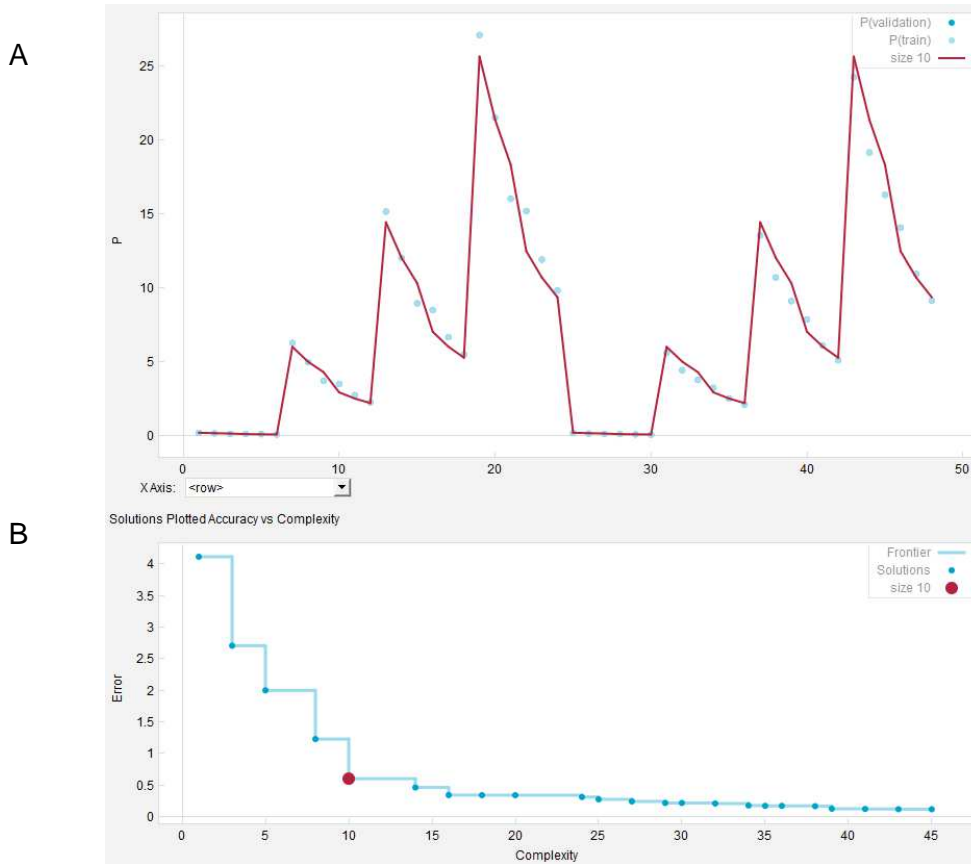 A
P(validation)
P(train)
size 10
25
20
15
10
5
0
P
0 10 20 30 40 50
X Axis: <row>
B
Solutions Plotted Accuracy vs Complexity
Frontier
Solutions
size 10
4
3.5
3
2.5
2
1.5
1
0.5
0
Error
0 5 10 15 20 25 30 35 40 45
Complexity